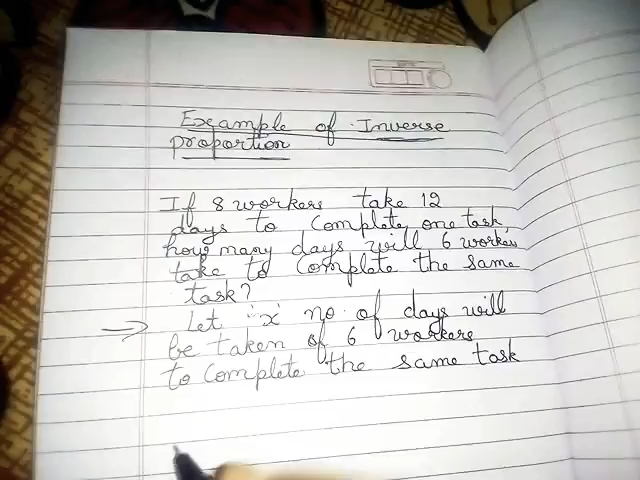 Example of Inverse
proportion
If 8 workers take 12
days to complete one task,
how many days will 6 workers
take to complete the same
task?
Let "x" no. of days will
be taken of 6 workers
to complete the same task